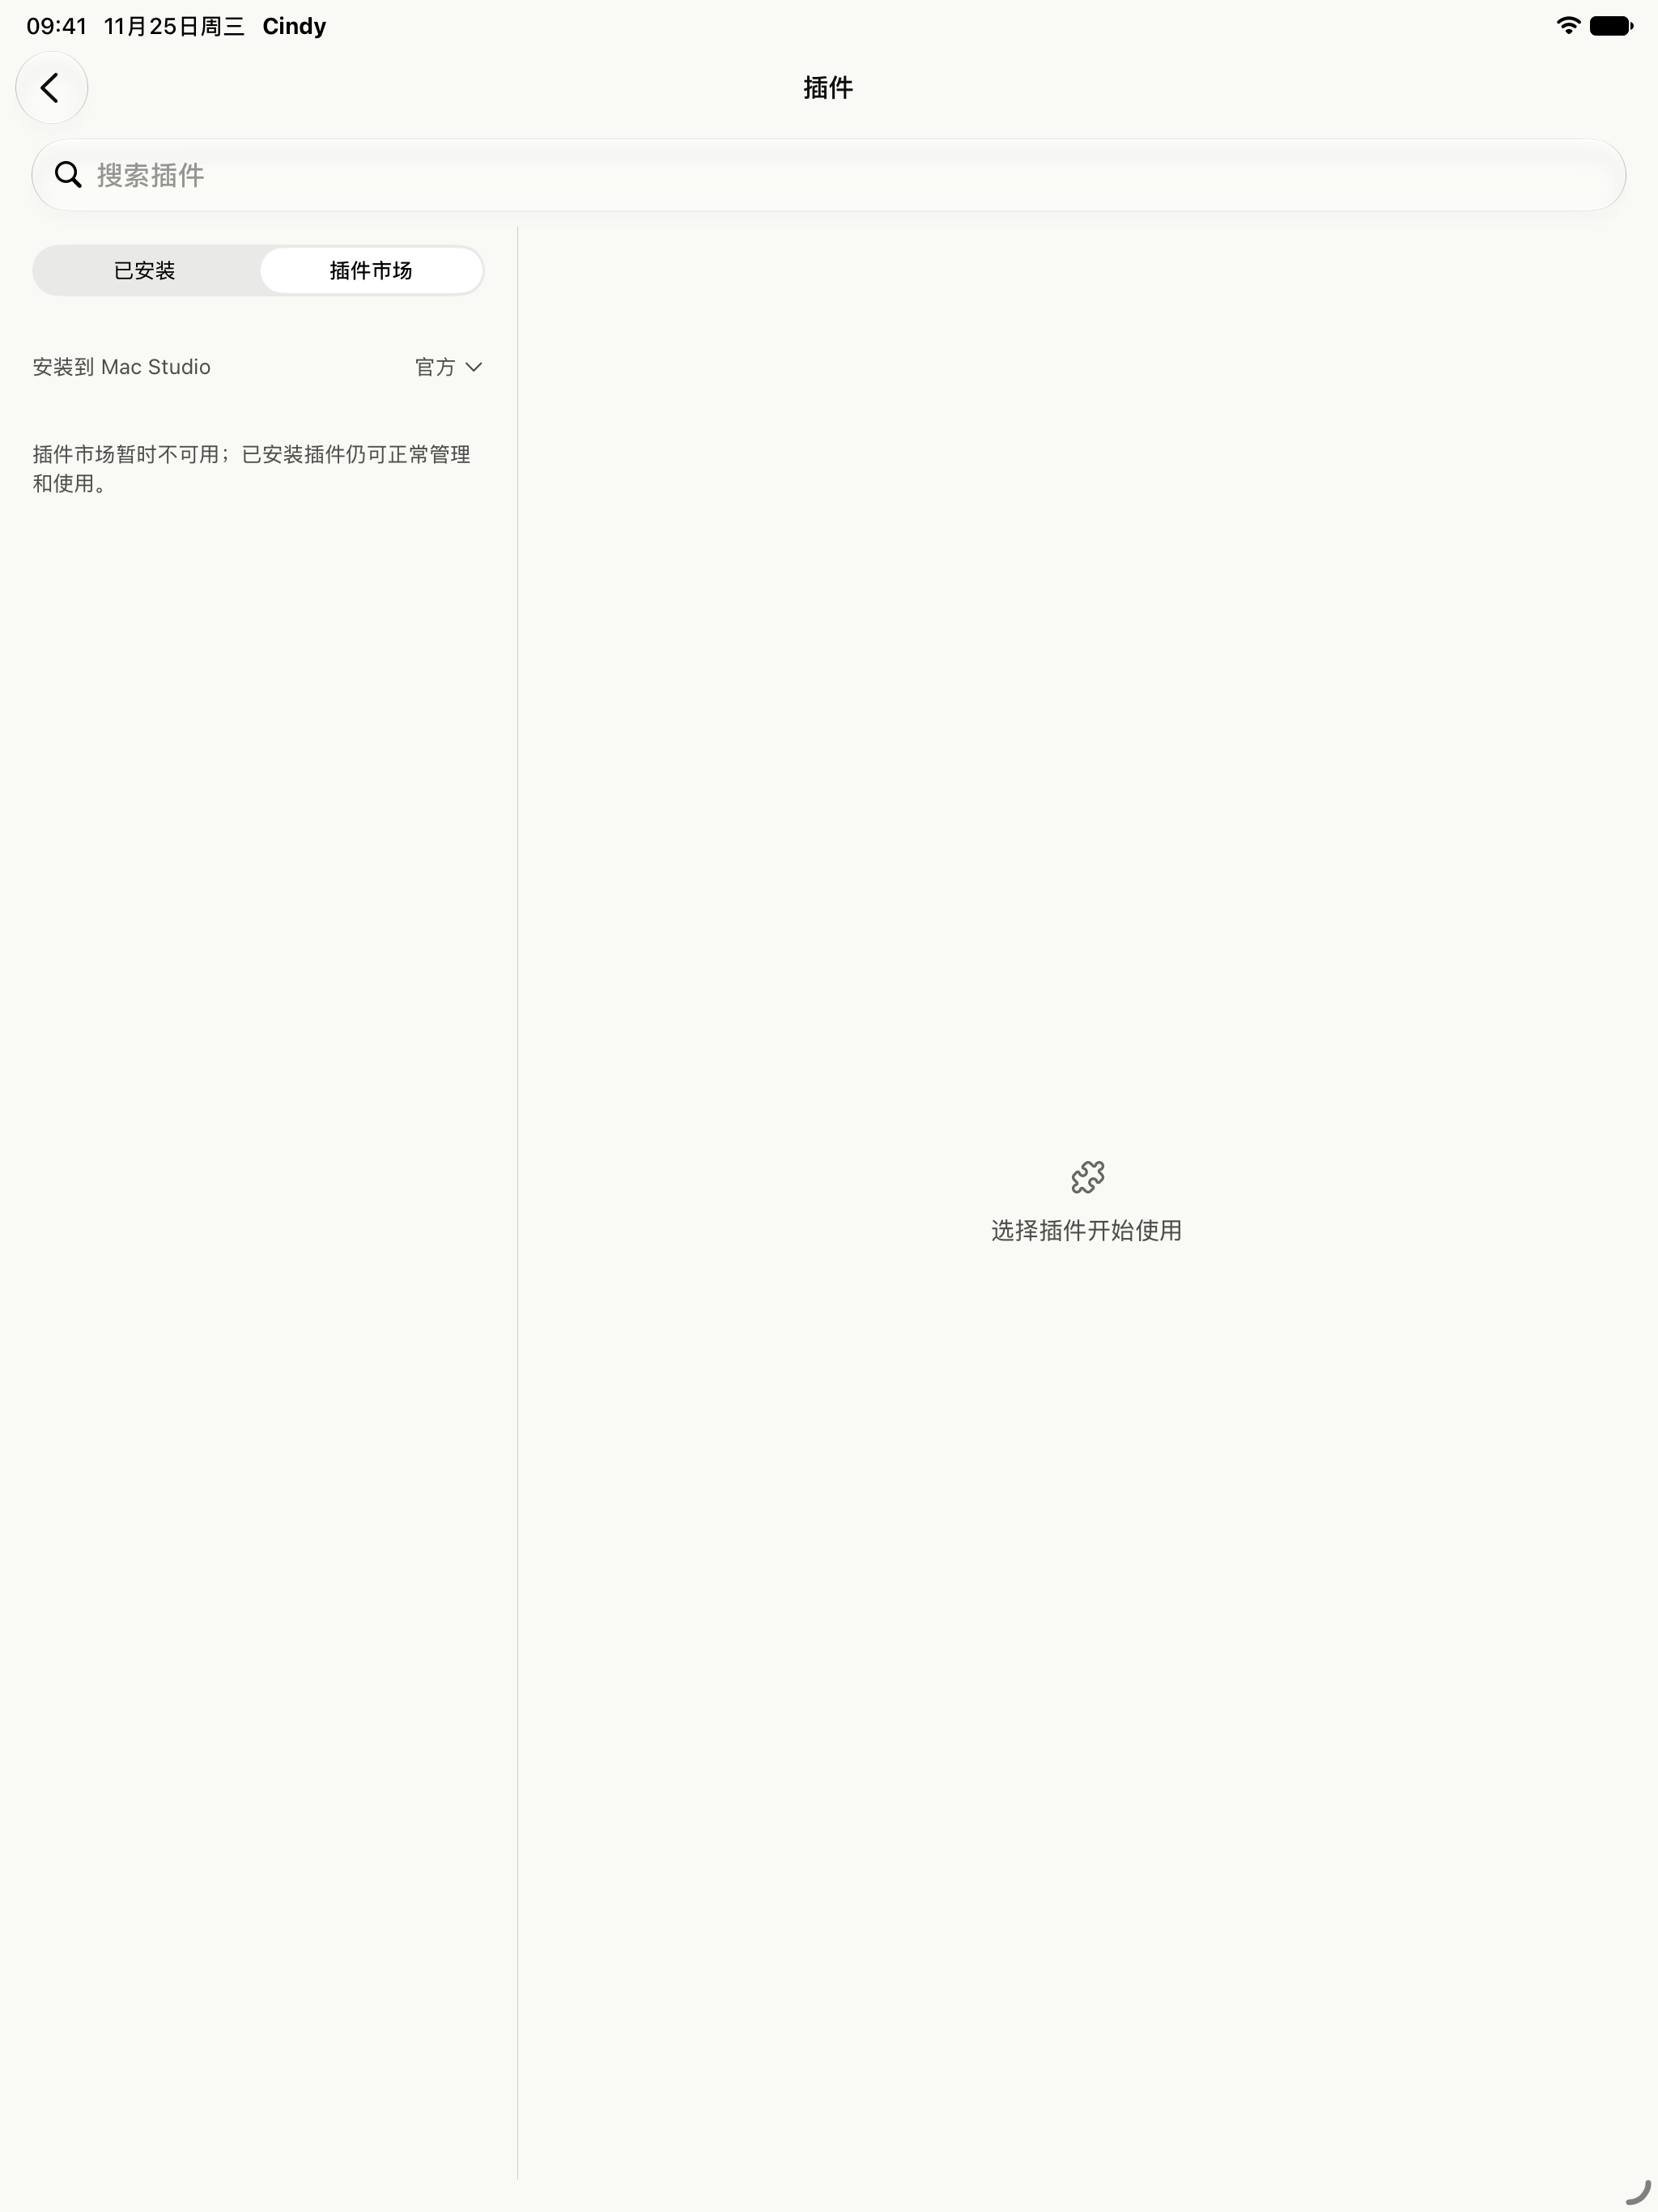 09:41 11月25日周三 Cindy
插件
搜索插件
已安装
插件市场
安装到 Mac Studio
官方
插件市场暂时不可用；已安装插件仍可正常管理
和使用。
选择插件开始使用